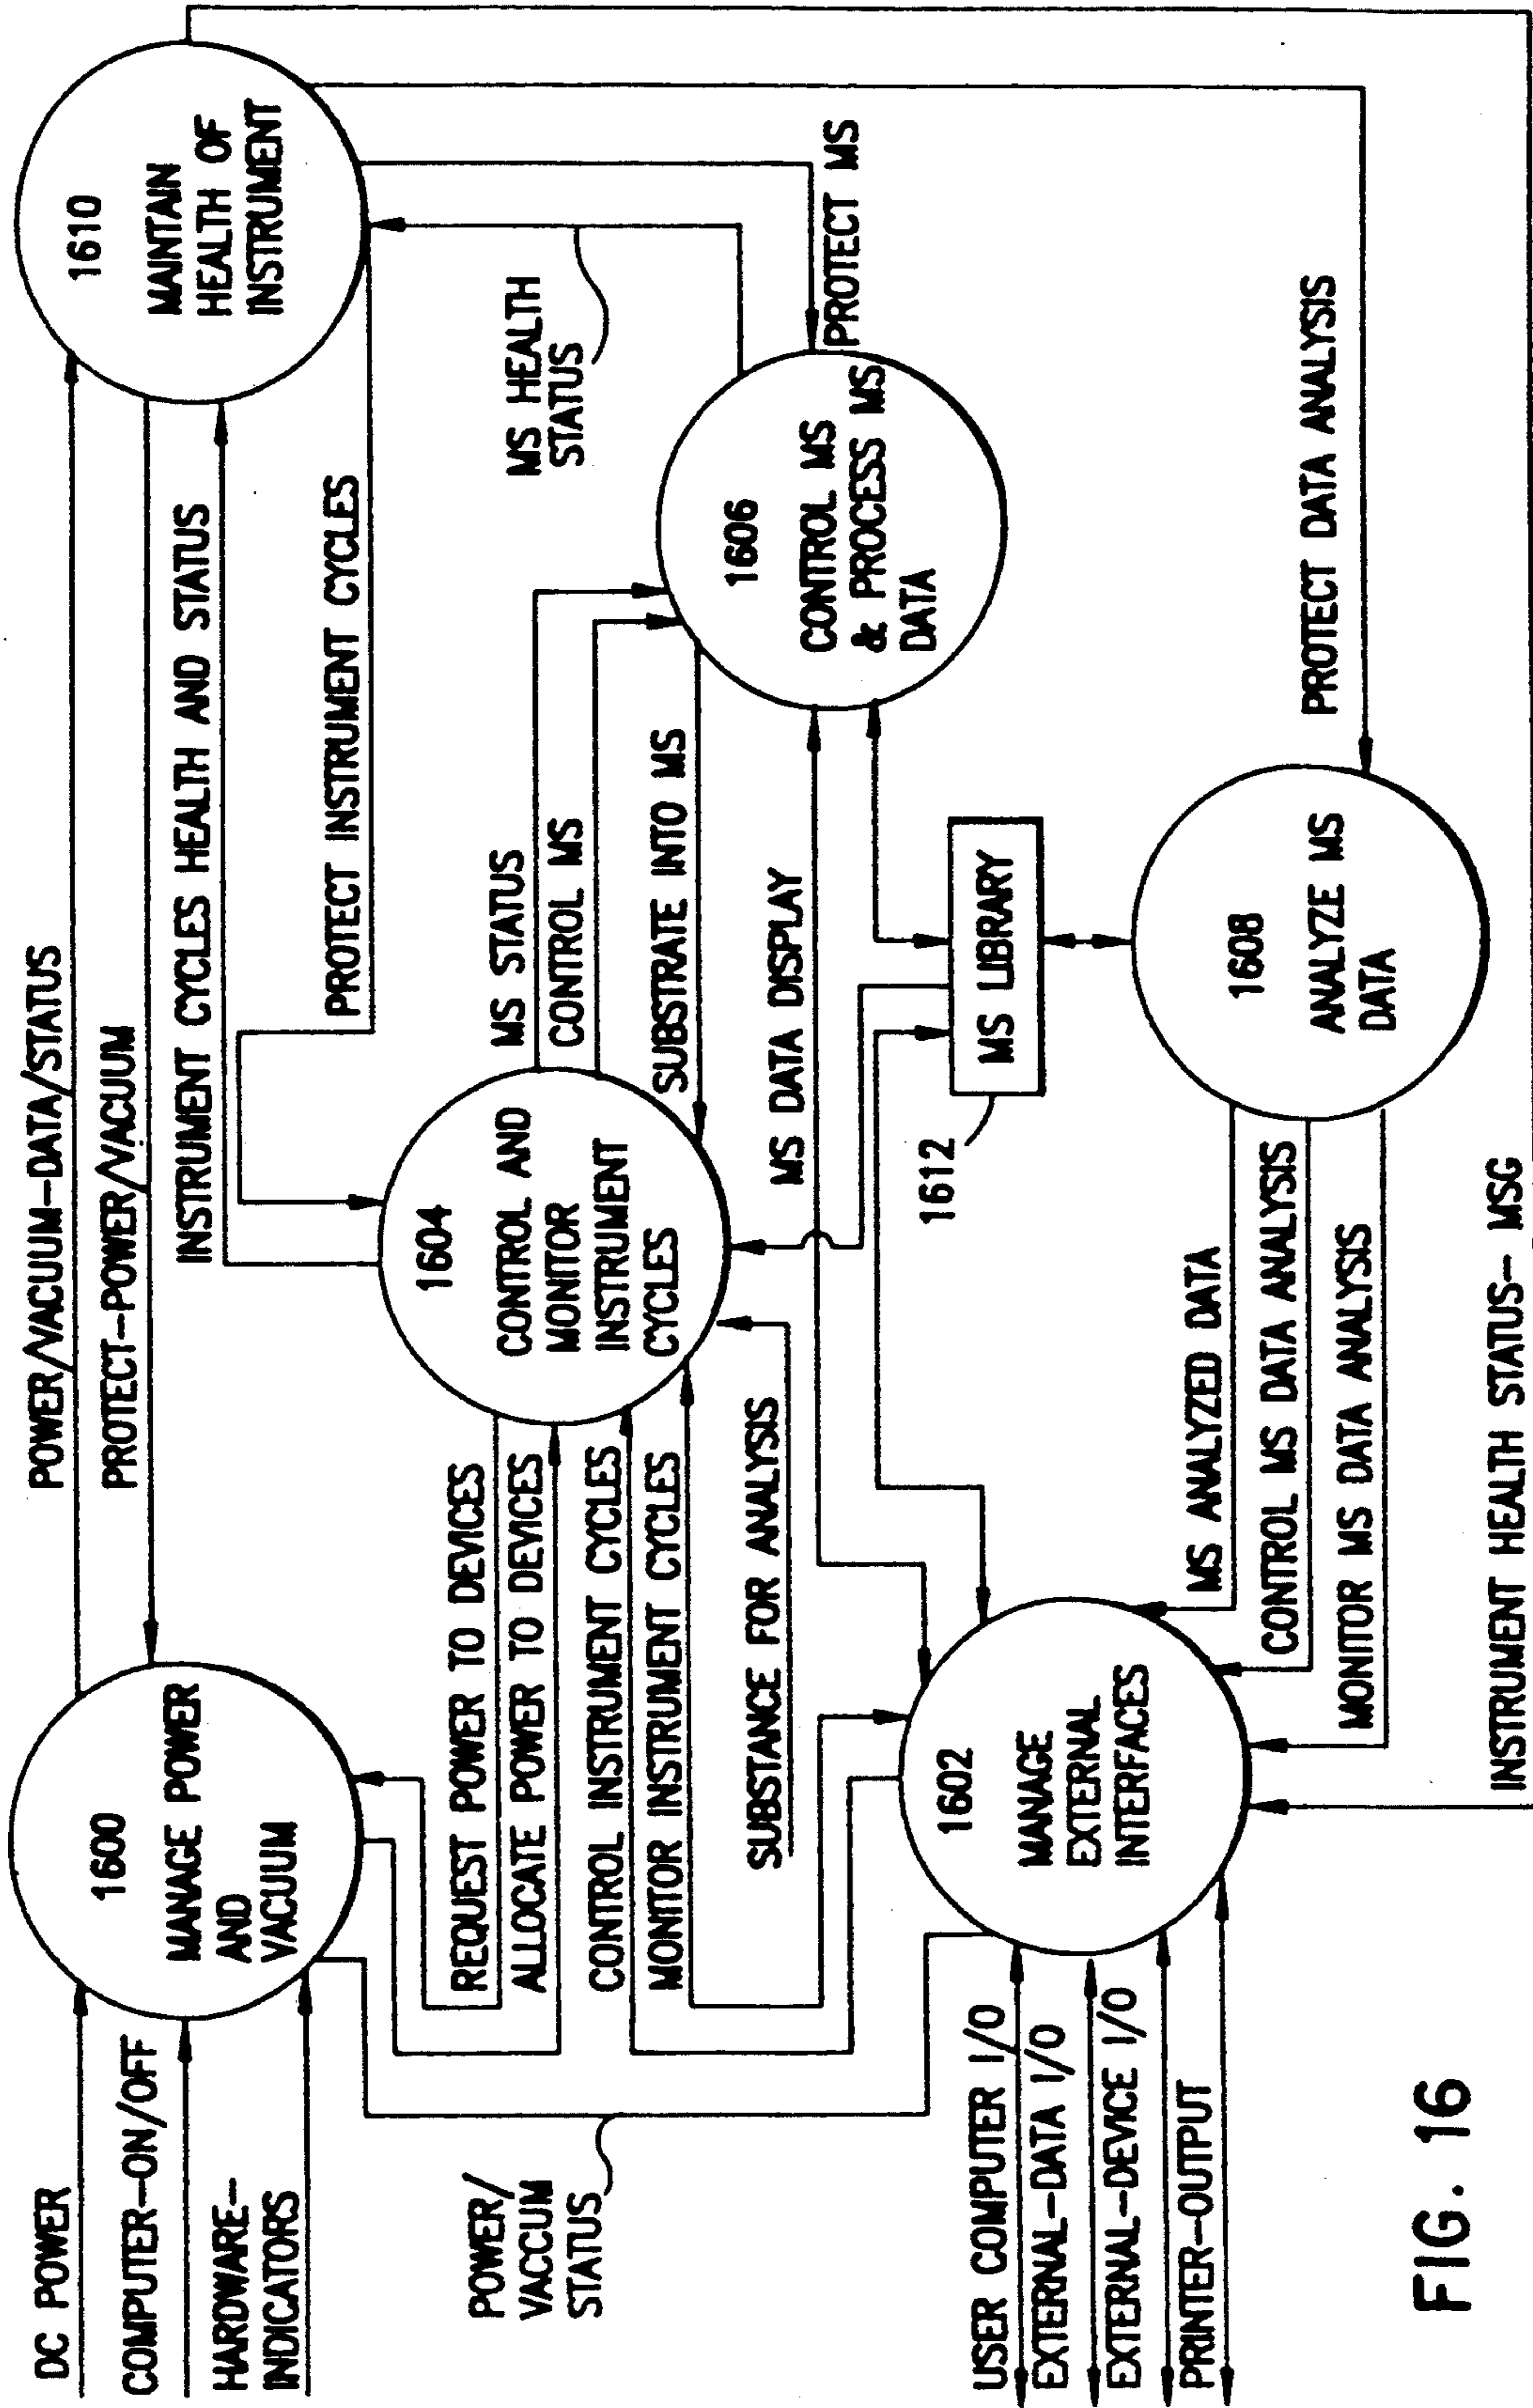 DC POWER
COMPUTER-ON/OFF
HARDWARE-
INDICATORS
1600
MANAGE POWER
AND
VACUUM
POWER/VACUUM-DATA/STATUS
PROTECT-POWER/VACUUM
INSTRUMENT CYCLES HEALTH AND STATUS
PROTECT INSTRUMENT CYCLES
1610
MAINTAIN
HEALTH OF
INSTRUMENT
POWER/
VACCUM
STATUS
REQUEST POWER TO DEVICES
ALLOCATE POWER TO DEVICES
CONTROL INSTRUMENT CYCLES
MONITOR INSTRUMENT CYCLES
SUBSTANCE FOR ANALYSIS
1604
CONTROL AND
MONITOR
INSTRUMENT
CYCLES
MS STATUS
CONTROL MS
SUBSTRATE INTO MS
MS DATA DISPLAY
MS HEALTH
STATUS
1606
CONTROL MS
& PROCESS MS
DATA
PROTECT MS
USER COMPUTER I/O
EXTERNAL-DATA I/O
EXTERNAL-DEVICE I/O
PRINTER-OUTPUT
1602
MANAGE
EXTERNAL
INTERFACES
1612
MS LIBRARY
MS ANALYZED DATA
CONTROL MS DATA ANALYSIS
MONITOR MS DATA ANALYSIS
1608
ANALYZE MS
DATA
PROTECT DATA ANALYSIS
INSTRUMENT HEALTH STATUS- MSG
FIG. 16